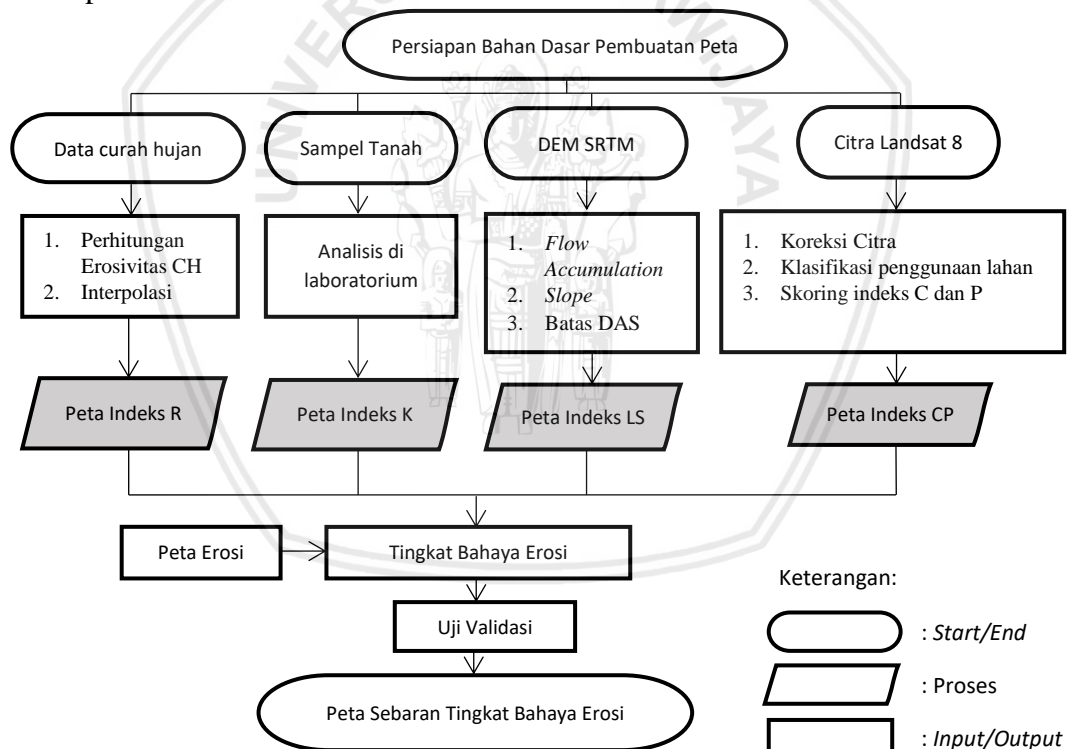 Persiapan Bahan Dasar Pembuatan Peta
Data curah hujan
Sampel Tanah
DEM SRTM
Citra Landsat 8
1. Perhitungan
Erosivitas CH
2. Interpolasi
Analisis di
laboratorium
1. Flow
Accumulation
2. Slope
3. Batas DAS
1. Koreksi Citra
2. Klasifikasi penggunaan lahan
3. Skoring indeks C dan P
Peta Indeks R
Peta Indeks K
Peta Indeks LS
Peta Indeks CP
Peta Erosi
Tingkat Bahaya Erosi
Uji Validasi
Peta Sebaran Tingkat Bahaya Erosi
Keterangan:
: Start/End
: Proses
: Input/Output